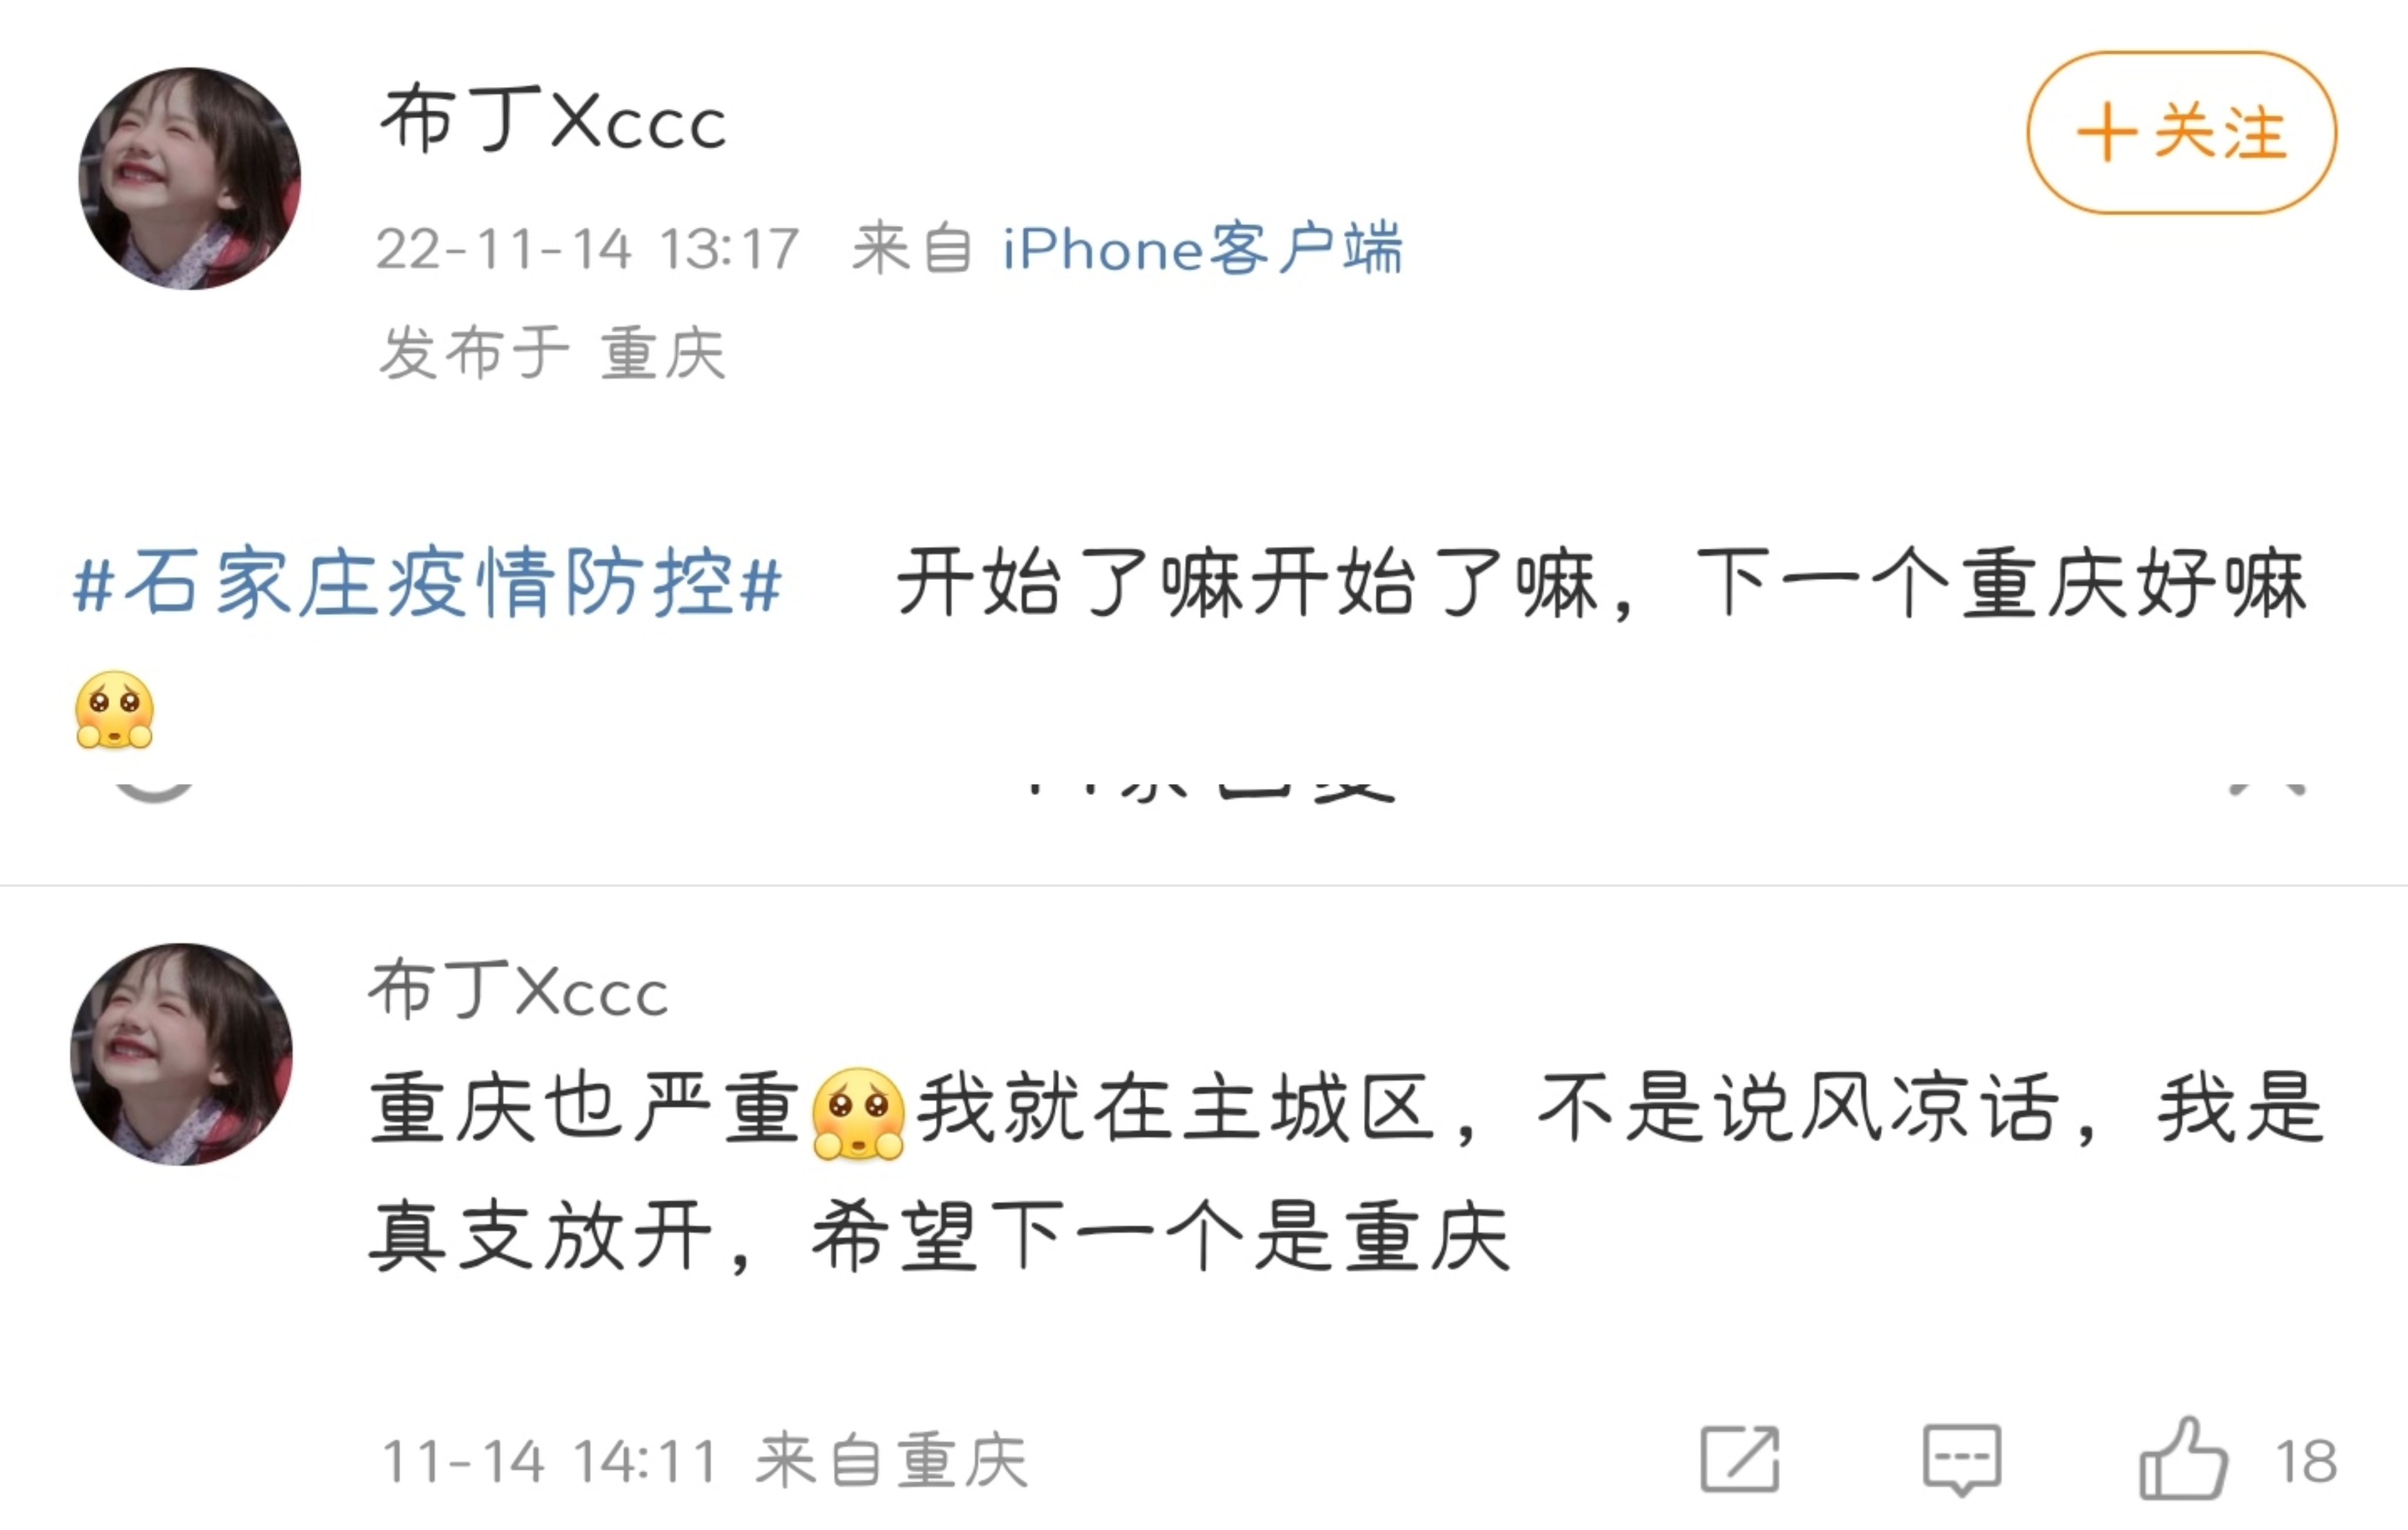 布丁Xccc
+关注
22-11-14 13:17 来自 iPhone客户端
发布于 重庆
#石家庄疫情防控# 开始了嘛开始了嘛，下一个重庆好嘛
🥺
布丁Xccc
重庆也严重🥺我就在主城区，不是说风凉话，我是
真支放开，希望下一个是重庆
11-14 14:11 来自重庆
18